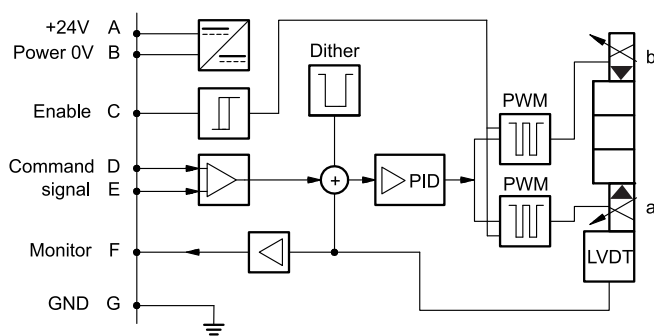 +24V A
Power 0V B
Dither
b
Enable C
PWM
Command D
signal E
+
PID
PWM
a
Monitor F
LVDT
GND G